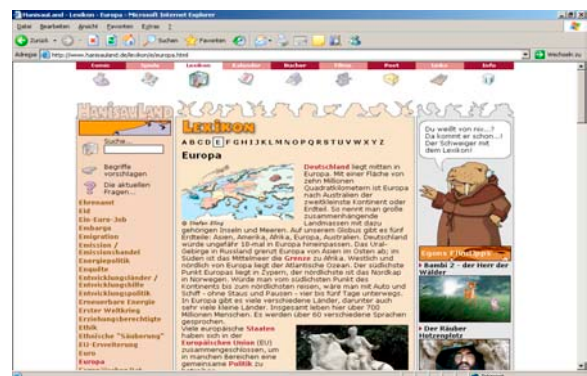 HanisauLand - Lexikon - Europa - Microsoft Internet Explorer
Datei Bearbeiten Ansicht Favoriten Extras ?
Zurück Suchen Favoriten
Adresse http://www.hanisauland.de/lexikon/e/europa.html Wechseln zu
Comic Spiele Lexikon Kalender Bücher Filme Post Links Info
HanisauLand
Suche...
Begriffe
vorschlagen
Die aktuellen
Fragen...
Ehrenamt
Eid
Ein-Euro-Job
Embargo
Emigration
Emission /
Emissionshandel
Energiepolitik
Enquête
Entwicklungsländer /
Entwicklungshilfe
Entwicklungspolitik
Erneuerbare Energie
Erster Weltkrieg
Erziehungsberechtigte
Ethik
Ethnische "Säuberung"
EU-Erweiterung
Euro
Europa
LEXIKON
A B C D E F G H I J K L M N O P Q R S T U V W X Y Z
Europa
© Stefan Eling
Deutschland liegt mitten in
Europa. Mit einer Fläche von
zehn Millionen
Quadratkilometern ist Europa
nach Australien der
zweitkleinste Kontinent oder
Erdteil. So nennt man große
zusammenhängende
Landmassen mit dazu
gehörigen Inseln und Meeren. Auf unserem Globus gibt es fünf
Erdteile: Asien, Amerika, Afrika, Europa, Australien. Deutschland
würde ungefähr 18-mal in Europa hineinpassen. Das Ural-
Gebirge in Russland grenzt Europa von Asien im Osten ab; im
Süden ist das Mittelmeer die Grenze zu Afrika. Westlich und
nördlich von Europa liegt der Atlantische Ozean. Der südlichste
Punkt Europas liegt in Zypern, der nördlichste ist das Nordkap
in Norwegen. Würde man vom südlichsten Punkt des
Kontinents bis zum nördlichsten reisen, wäre man mit Auto und
Schiff - ohne Staus und Pausen - vier bis fünf Tage unterwegs.
In Europa gibt es viele verschiedene Länder, darunter auch
sehr viele kleine Länder. Insgesamt leben hier über 700
Millionen Menschen. Es werden über 60 verschiedene Sprachen
gesprochen.
Viele europäische Staaten
haben sich in der
Europäischen Union (EU)
zusammengeschlossen, um
in manchen Bereichen eine
gemeinsame Politik zu
Du weißt von nix...?
Da kommt er schon...!
Der Schweiger mit
dem Lexikon!
Egons Filmtipps
Bambi 2 - der Herr der
Wälder
Der Räuber
Hotzenplotz
Internet